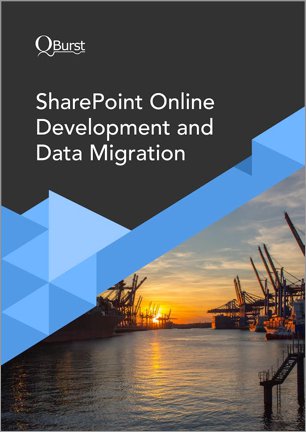 QBurst
SharePoint Online
Development and
Data Migration